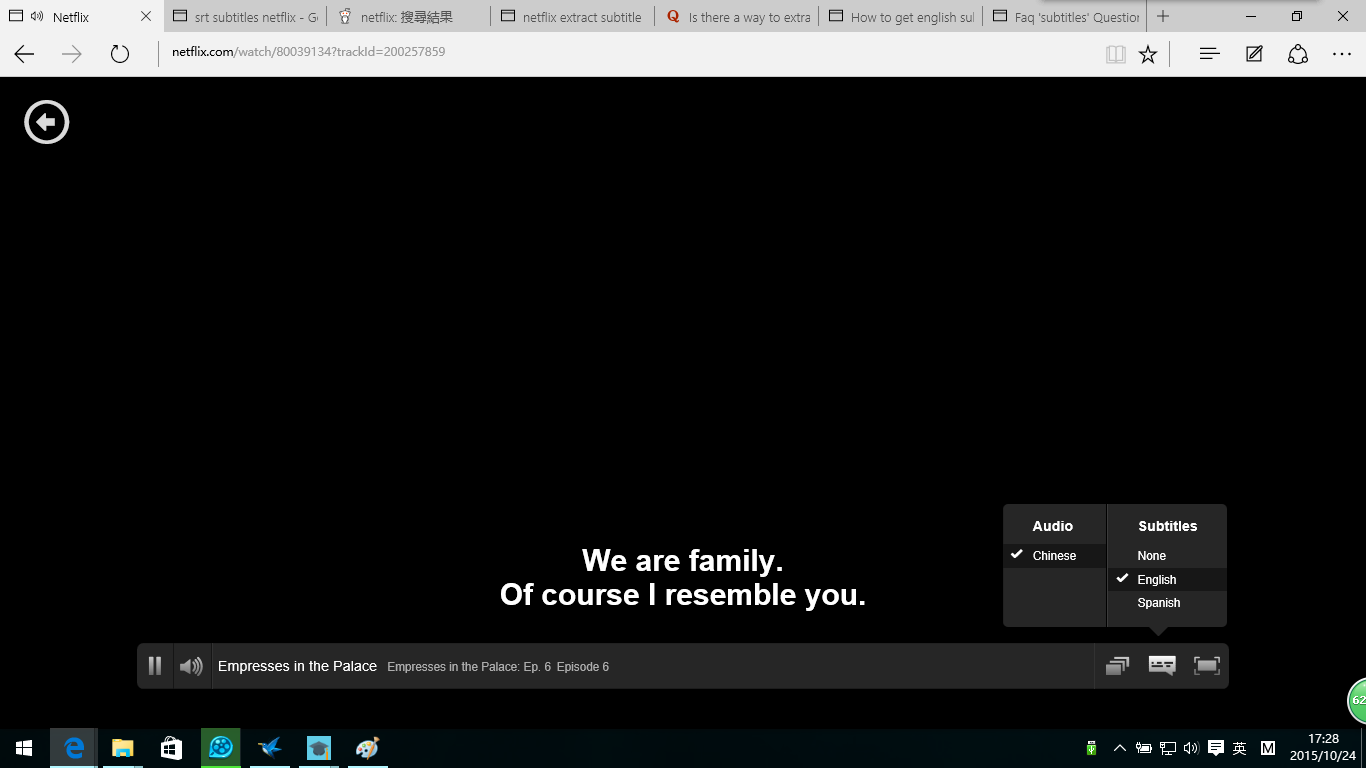 Netflix
srt subtitles netflix - G
netflix: 搜尋結果
netflix extract subtitle
Q Is there a way to extra
How to get english sul
Faq 'subtitles' Question
netflix.com/watch/80039134?trackId=200257859
Audio
Chinese
Subtitles
None
English
Spanish
We are family.
Of course I resemble you.
Empresses in the Palace Empresses in the Palace: Ep. 6 Episode 6
62
英 M
17:28
2015/10/24